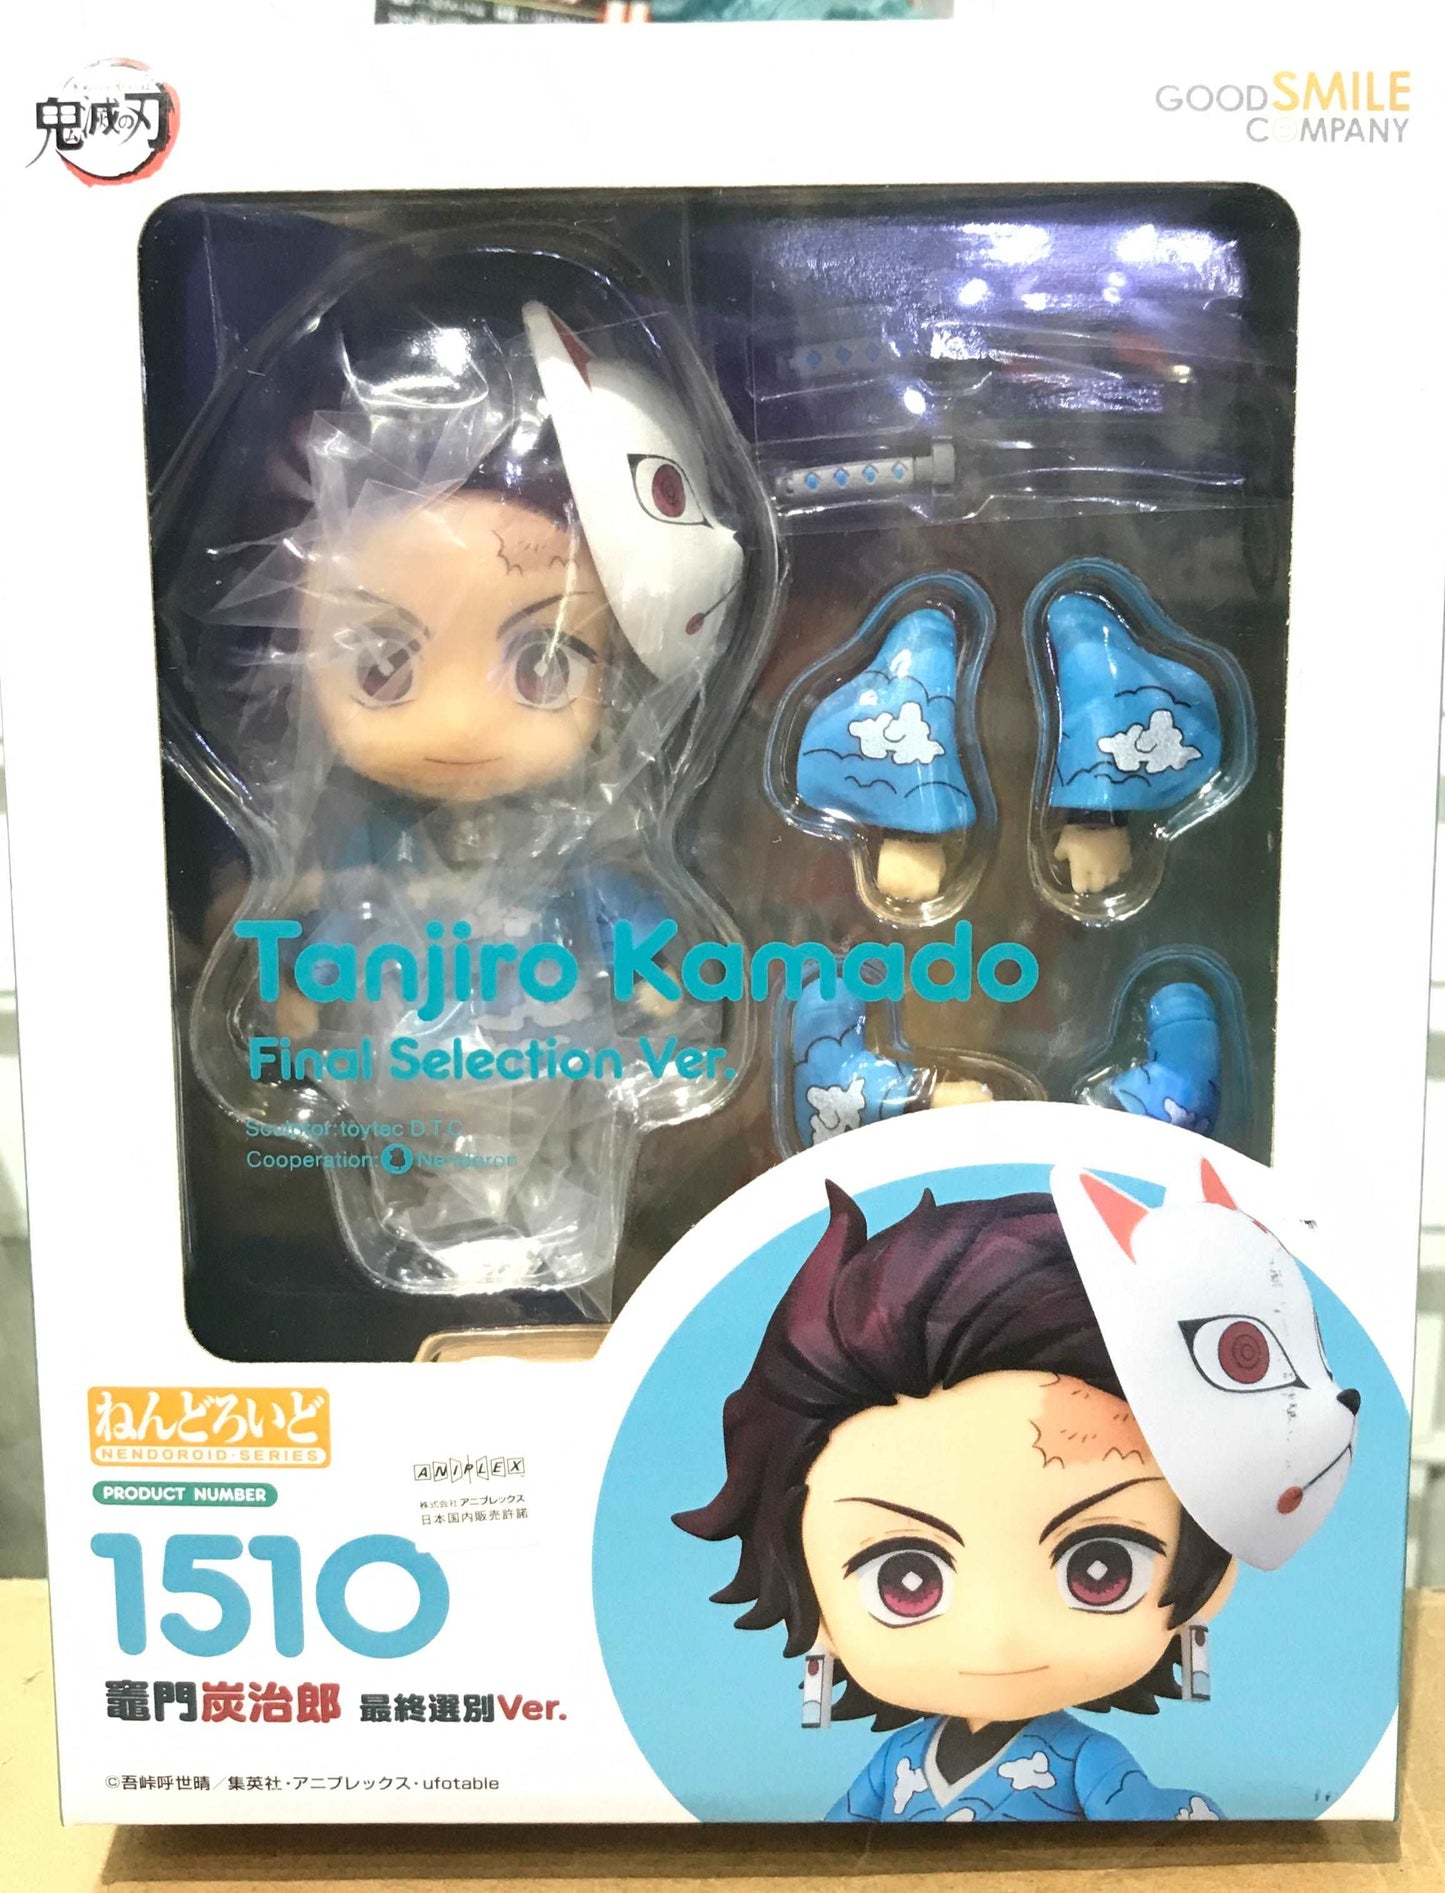 鬼滅の刃
GOOD SMILE
COMPANY
Tanjiro Kamado
Final Selection Ver.
Sculptor: toytec D.T.C
Cooperation: Nendoron
ねんどろいど
NENDOROID SERIES
PRODUCT NUMBER
ANIPLEX
株式会社アニプレックス
日本国内販売許諾
1510
竈門炭治郎 最終選別Ver.
©吾峠呼世晴／集英社・アニプレックス・ufotable